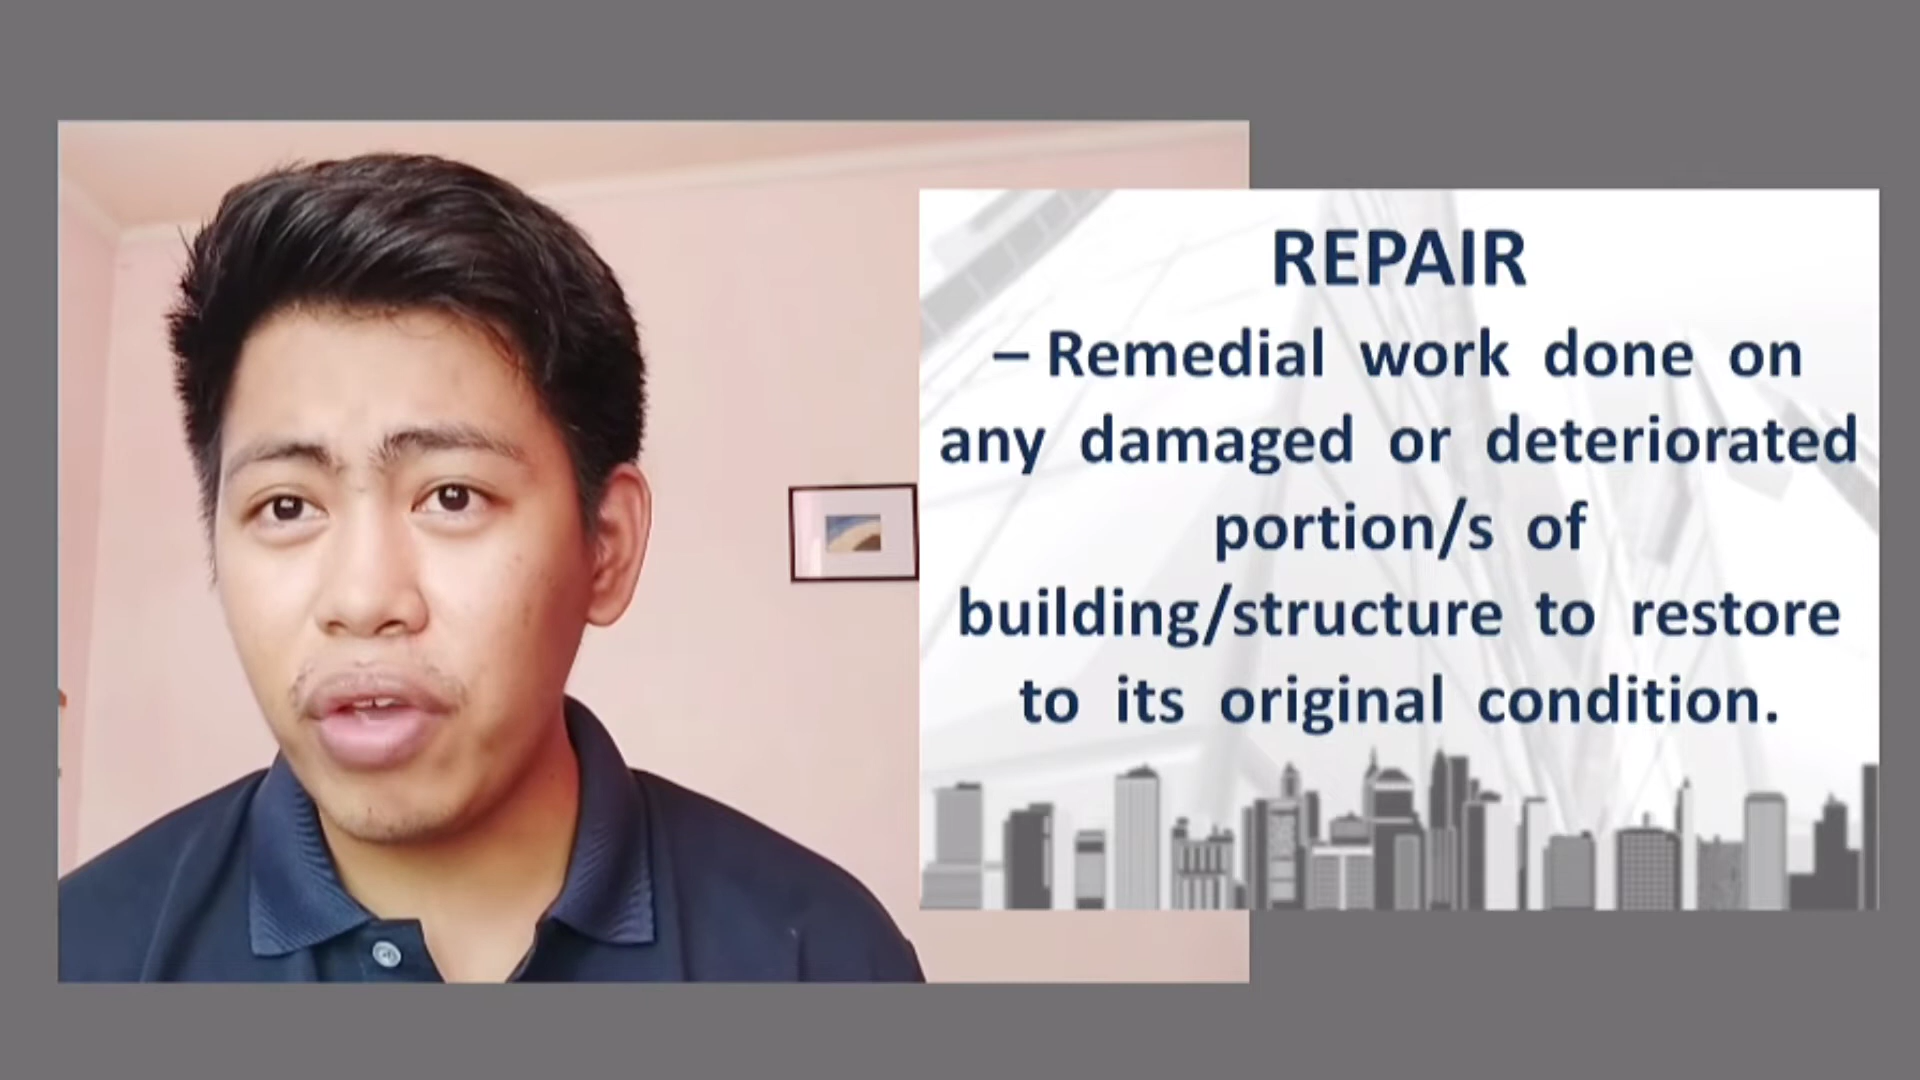 REPAIR
– Remedial work done on
any damaged or deteriorated
portion/s of
building/structure to restore
to its original condition.